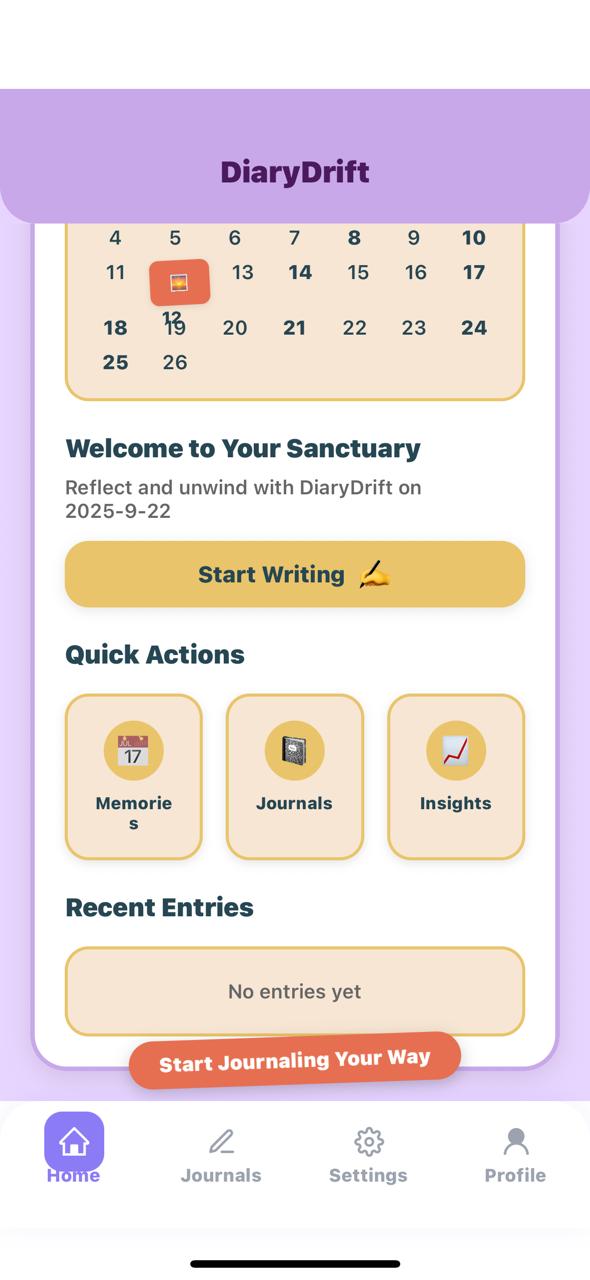 DiaryDrift
4 5 6 7 8 9 10
11 13 14 15 16 17
12
18 19 20 21 22 23 24
25 26
Welcome to Your Sanctuary
Reflect and unwind with DiaryDrift on
2025-9-22
Start Writing ✍️
Quick Actions
JUL
17
Memorie
s
Journals
Insights
Recent Entries
No entries yet
Start Journaling Your Way
Home Journals Settings Profile